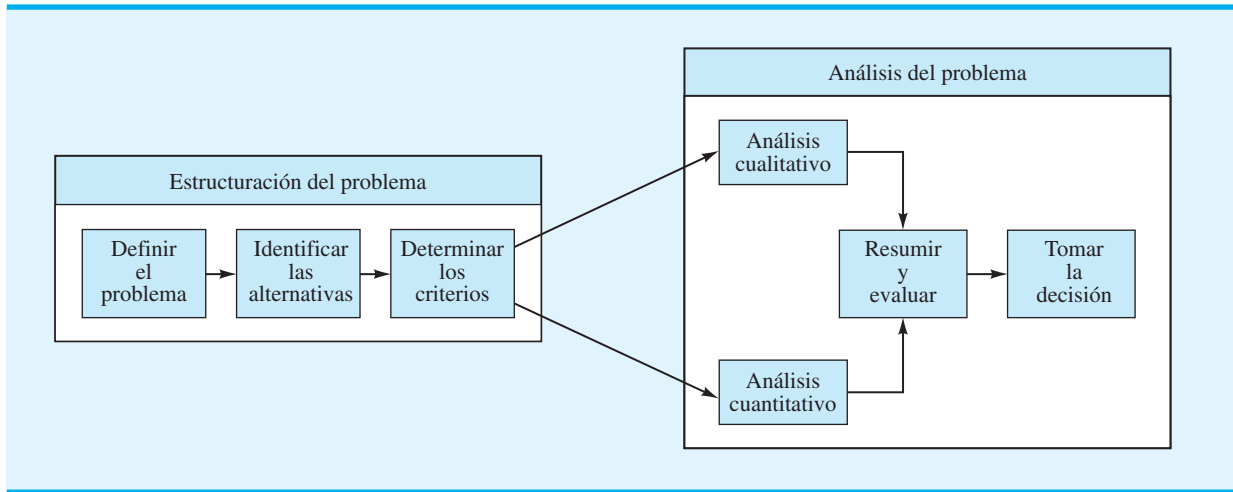 Estructuración del problema
Definir
el
problema
Identificar
las
alternativas
Determinar
los
criterios
Análisis del problema
Análisis
cualitativo
Análisis
cuantitativo
Resumir
y
evaluar
Tomar
la
decisión